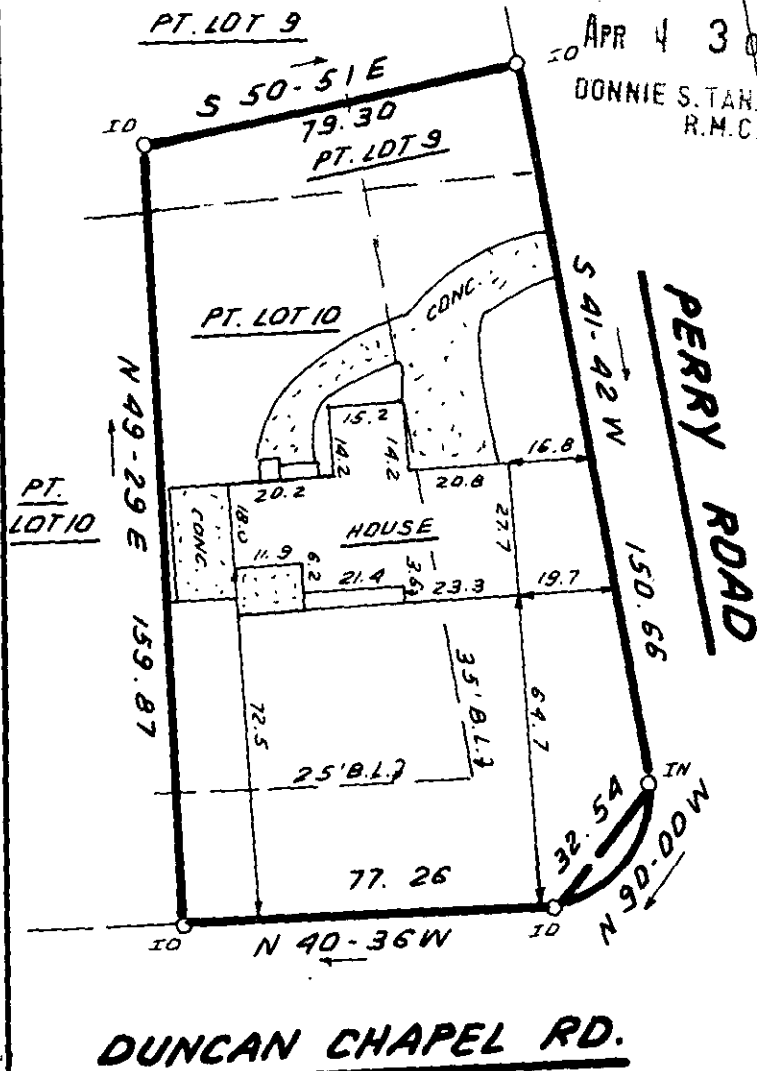 PT. LOT 9
APR 4 3
DONNIE S. TAN
R.M.C.
IO
S 50-51 E
79.30
IO
PT. LOT 9
PT. LOT 10
CONC.
S 41-42 W
150.66
PERRY ROAD
N 49-29 E
159.87
PT.
LOT 10
15.2
14.2
14.2
16.8
20.2
20.8
CONC.
18.0
HOUSE
27.7
11.9
6.2
21.4
3.6
23.3
19.7
72.5
35' B.L.
64.7
25' B.L.
IN
32.54
N 90-00 W
77.26
IO
N 40-36 W
IO
DUNCAN CHAPEL RD.